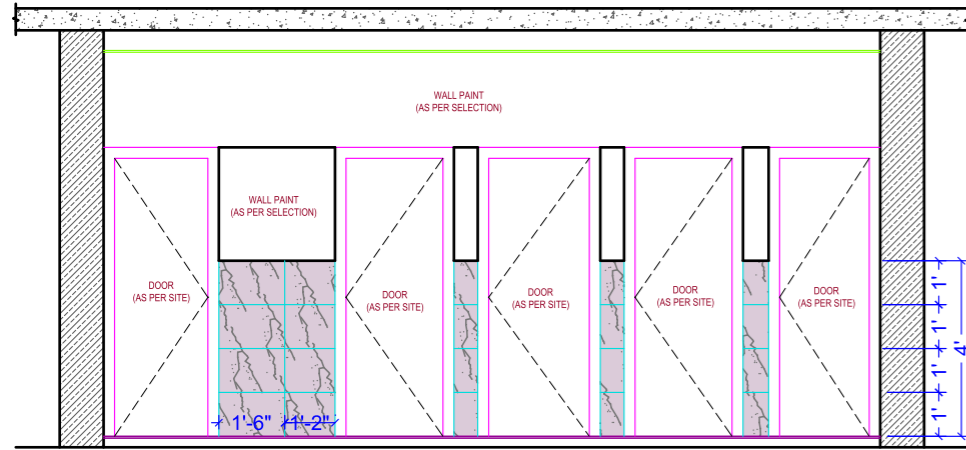 WALL PAINT
(AS PER SELECTION)
WALL PAINT
(AS PER SELECTION)
DOOR
(AS PER SITE)
DOOR
(AS PER SITE)
DOOR
(AS PER SITE)
DOOR
(AS PER SITE)
DOOR
(AS PER SITE)
1'
1'
1'
1'
4'
1'-6"
1'-2"